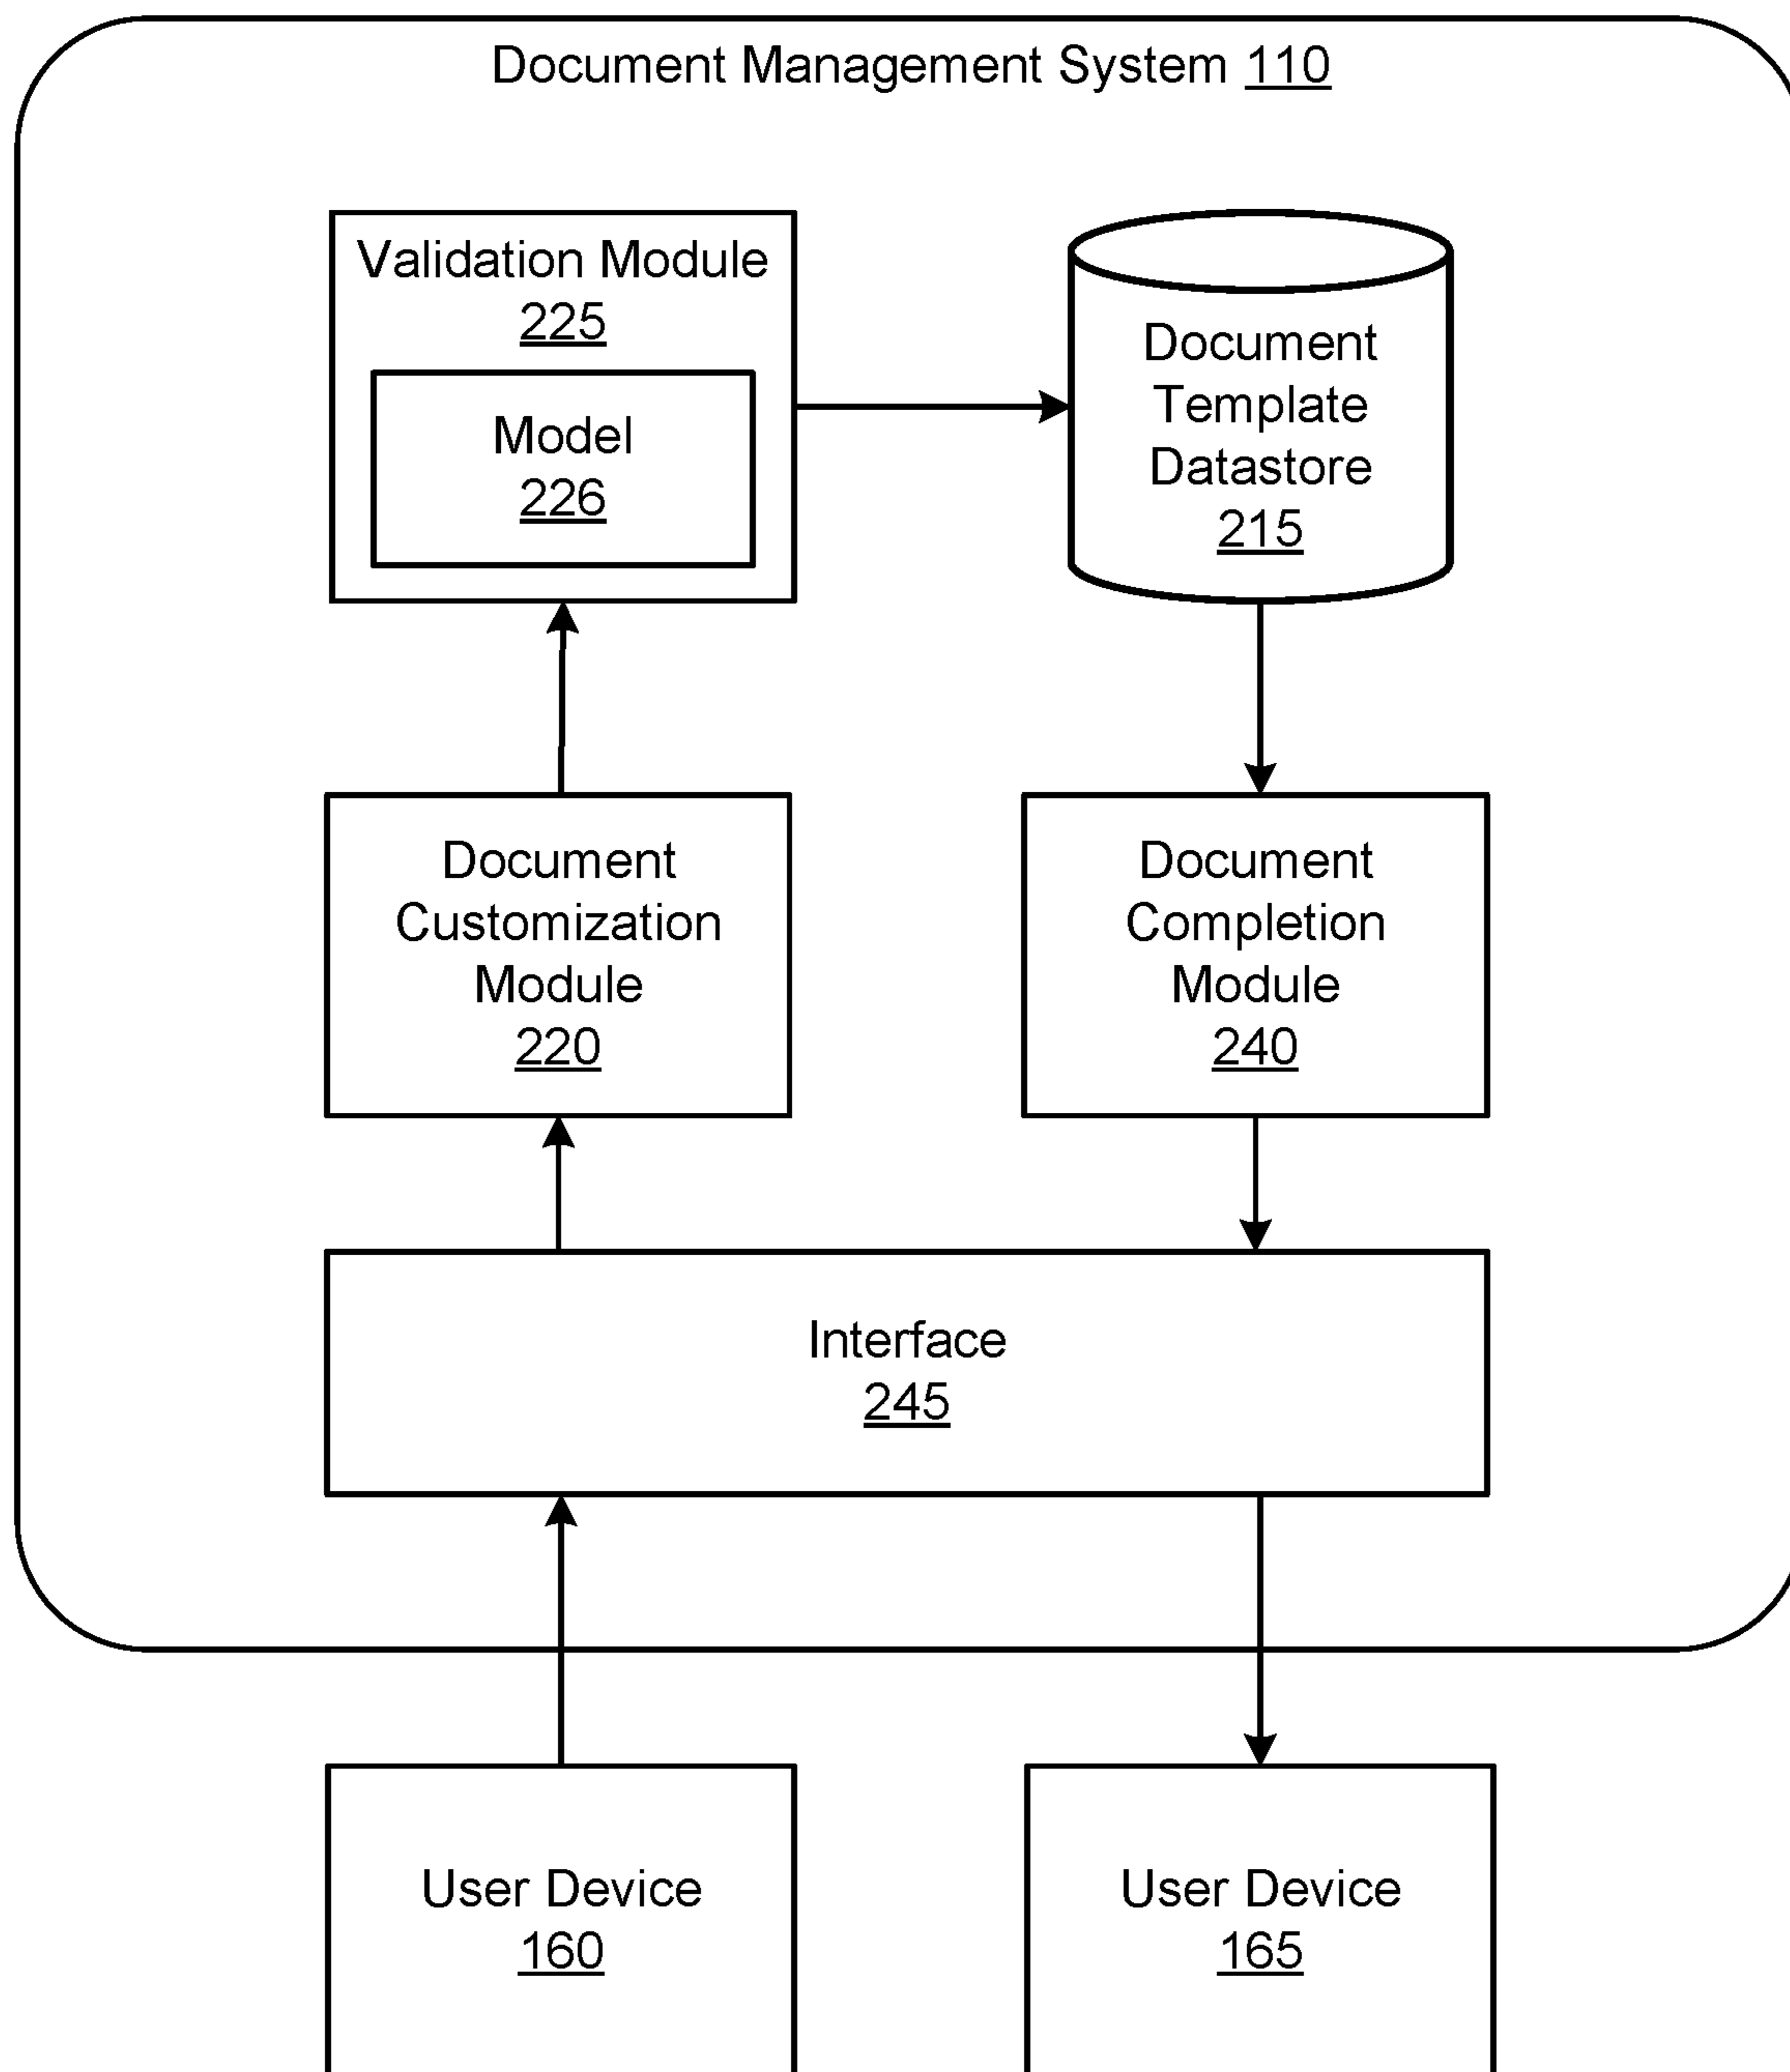 Document Management System 110
Validation Module
225
Model
226
Document
Template
Datastore
215
Document
Customization
Module
220
Document
Completion
Module
240
Interface
245
User Device
160
User Device
165